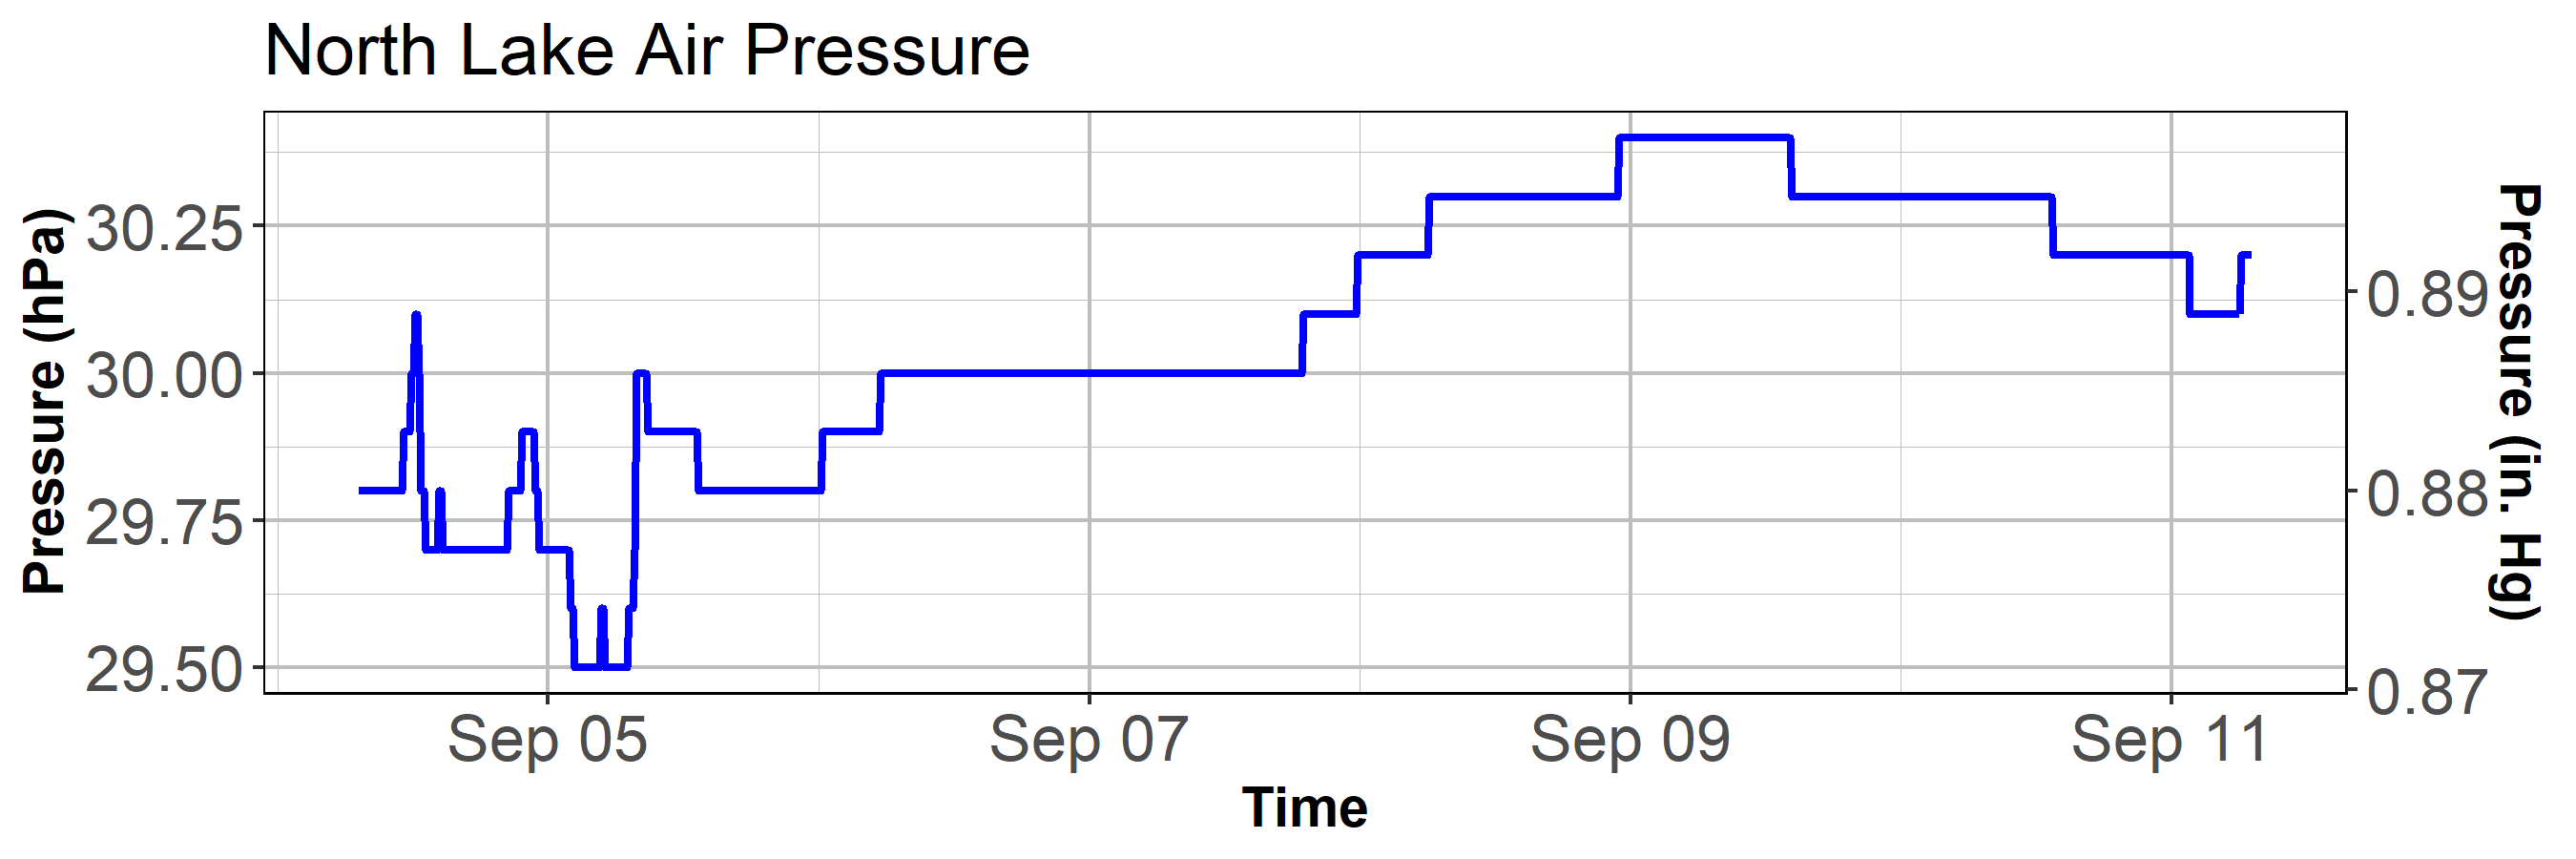 North Lake Air Pressure
Pressure (hPa)
30.25
30.00
29.75
29.50
0.89
0.88
0.87
Pressure (in. Hg)
Sep 05 Sep 07 Sep 09 Sep 11
Time